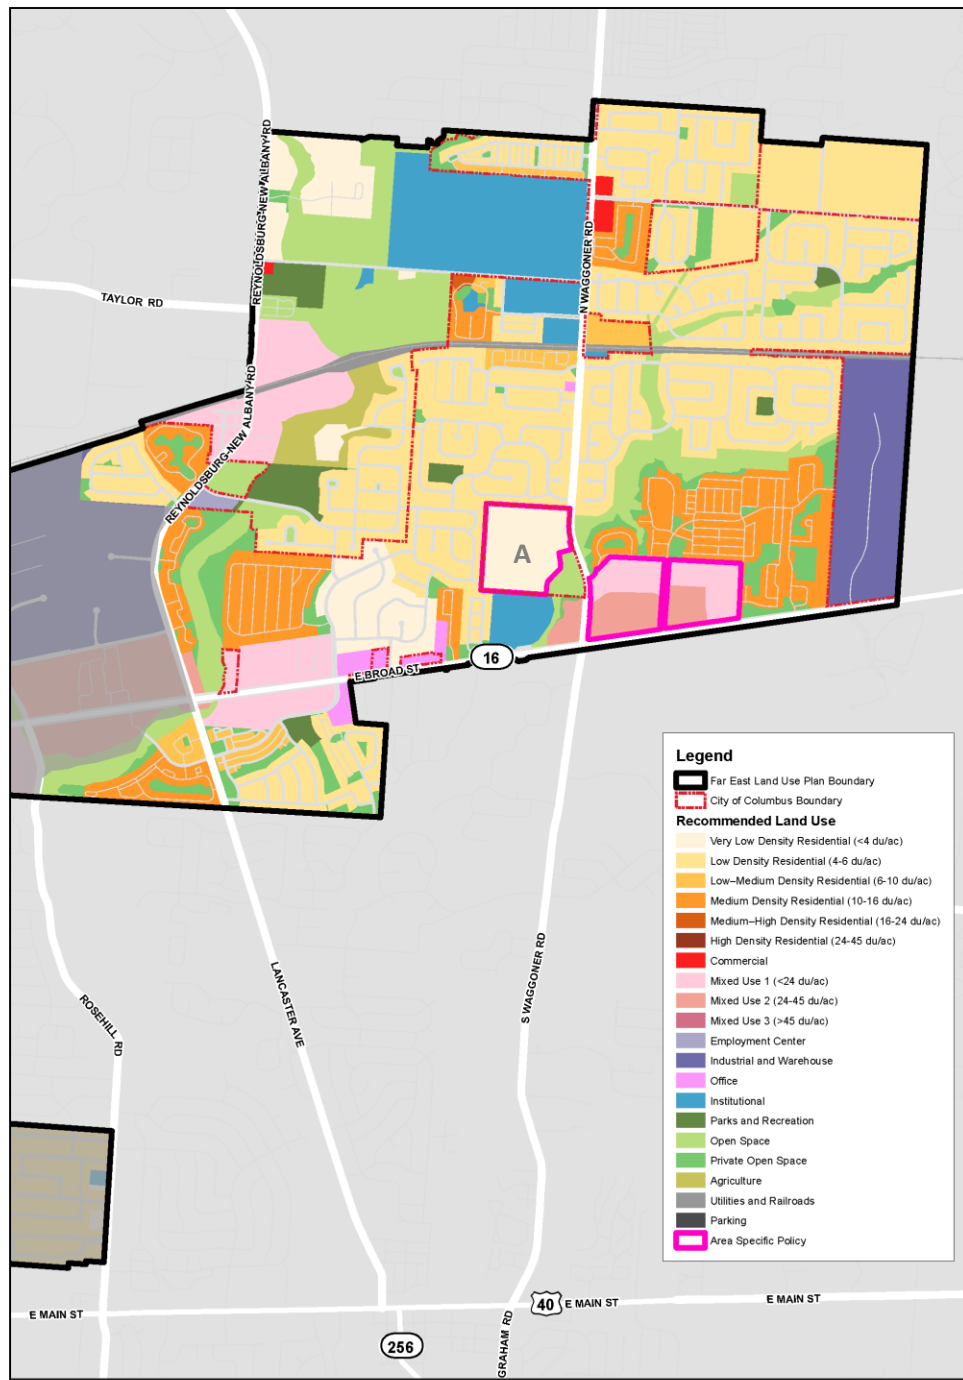 REYNOLDSBURG-NEW ALBANY RD
N WAGGONER RD
TAYLOR RD
REYNOLDSBURG-NEW ALBANY RD
REYNOLDSBURG-NEW ALBANY RD
A
16
E BROAD ST
Legend
Far East Land Use Plan Boundary
City of Columbus Boundary
Recommended Land Use
Very Low Density Residential (<4 du/ac)
Low Density Residential (4-6 du/ac)
Low–Medium Density Residential (6-10 du/ac)
Medium Density Residential (10-16 du/ac)
Medium–High Density Residential (16-24 du/ac)
High Density Residential (24-45 du/ac)
Commercial
Mixed Use 1 (<24 du/ac)
Mixed Use 2 (24-45 du/ac)
Mixed Use 3 (>45 du/ac)
Employment Center
Industrial and Warehouse
Office
Institutional
Parks and Recreation
Open Space
Private Open Space
Agriculture
Utilities and Railroads
Parking
Area Specific Policy
ROSEHILL RD
LANCASTER AVE
S WAGGONER RD
E MAIN ST
40
E MAIN ST
E MAIN ST
256
GRAHAM RD